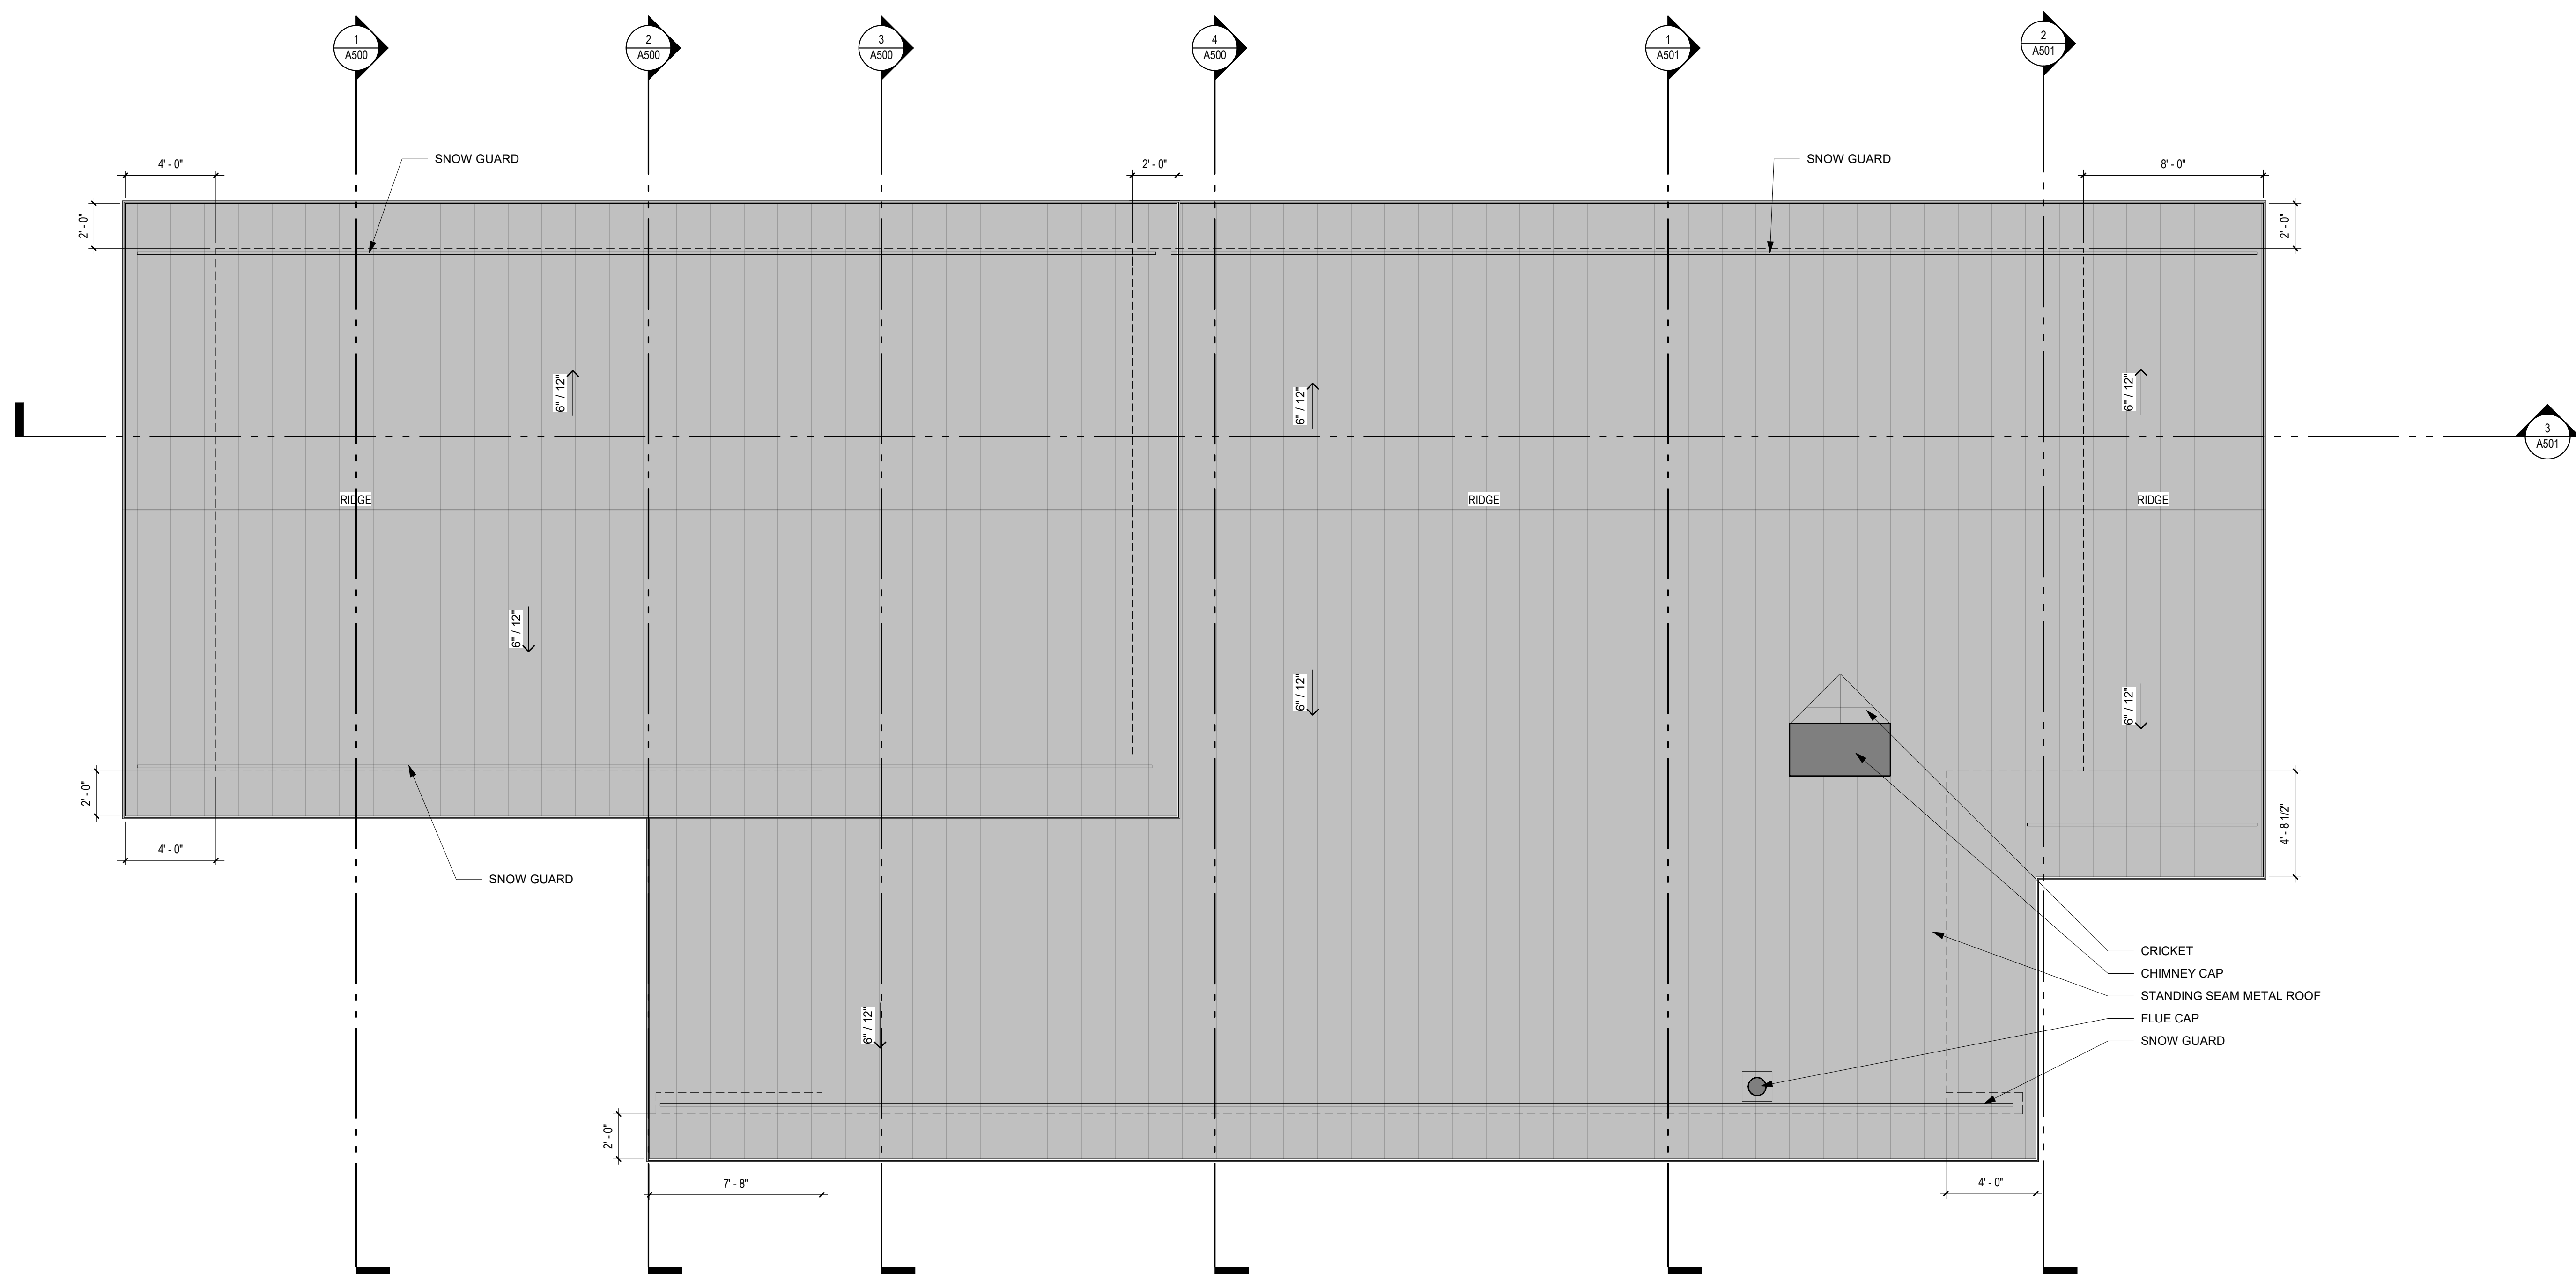 1
A500
2
A500
3
A500
4
A500
1
A501
2
A501
SNOW GUARD
SNOW GUARD
4' - 0"
2' - 0"
8' - 0"
2' - 0"
2' - 0"
6" / 12"
6" / 12"
6" / 12"
3
A501
RIDGE
RIDGE
RIDGE
6" / 12"
6" / 12"
6" / 12"
2' - 0"
4' - 8 1/2"
4' - 0"
SNOW GUARD
CRICKET
CHIMNEY CAP
STANDING SEAM METAL ROOF
FLUE CAP
SNOW GUARD
6" / 12"
2' - 0"
7' - 8"
4' - 0"